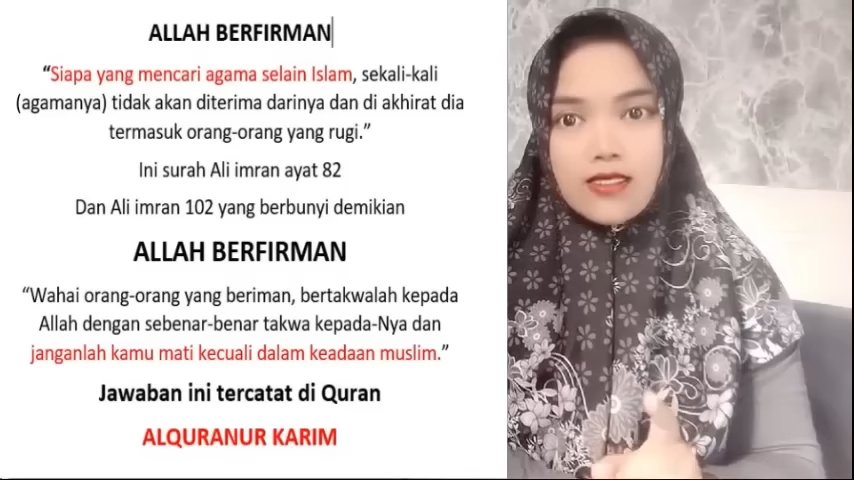 ALLAH BERFIRMAN
“Siapa yang mencari agama selain Islam, sekali-kali
(agamanya) tidak akan diterima darinya dan di akhirat dia
termasuk orang-orang yang rugi.”
Ini surah Ali imran ayat 82
Dan Ali imran 102 yang berbunyi demikian
ALLAH BERFIRMAN
“Wahai orang-orang yang beriman, bertakwalah kepada
Allah dengan sebenar-benar takwa kepada-Nya dan
janganlah kamu mati kecuali dalam keadaan muslim.”
Jawaban ini tercatat di Quran
ALQURANUR KARIM